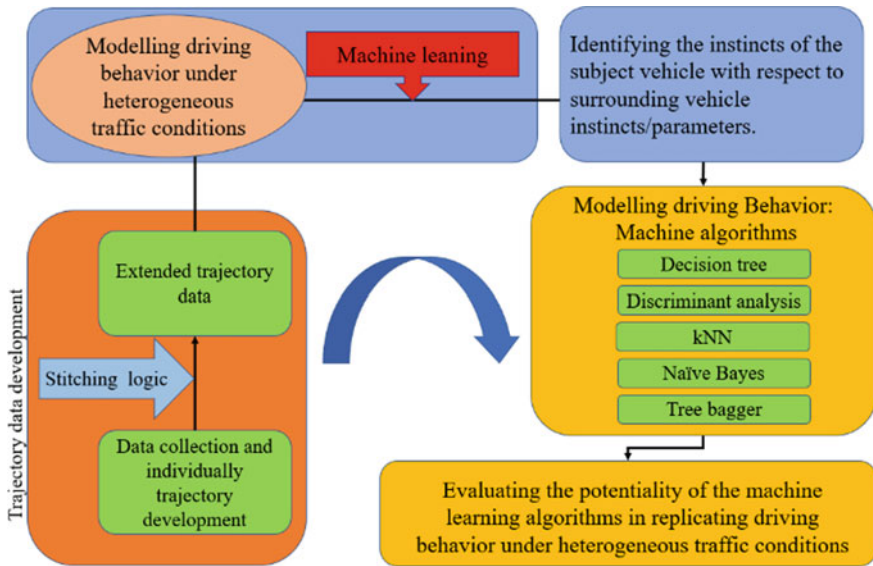 Modelling driving
behavior under
heterogeneous
traffic conditions
Machine leaning
Identifying the instincts of the
subject vehicle with respect to
surrounding vehicle
instincts/parameters.
Trajectory data development
Extended trajectory
data
Stitching logic
Data collection and
individually
trajectory
development
Modelling driving Behavior:
Machine algorithms
Decision tree
Discriminant analysis
kNN
Naïve Bayes
Tree bagger
Evaluating the potentiality of the machine
learning algorithms in replicating driving
behavior under heterogeneous traffic conditions